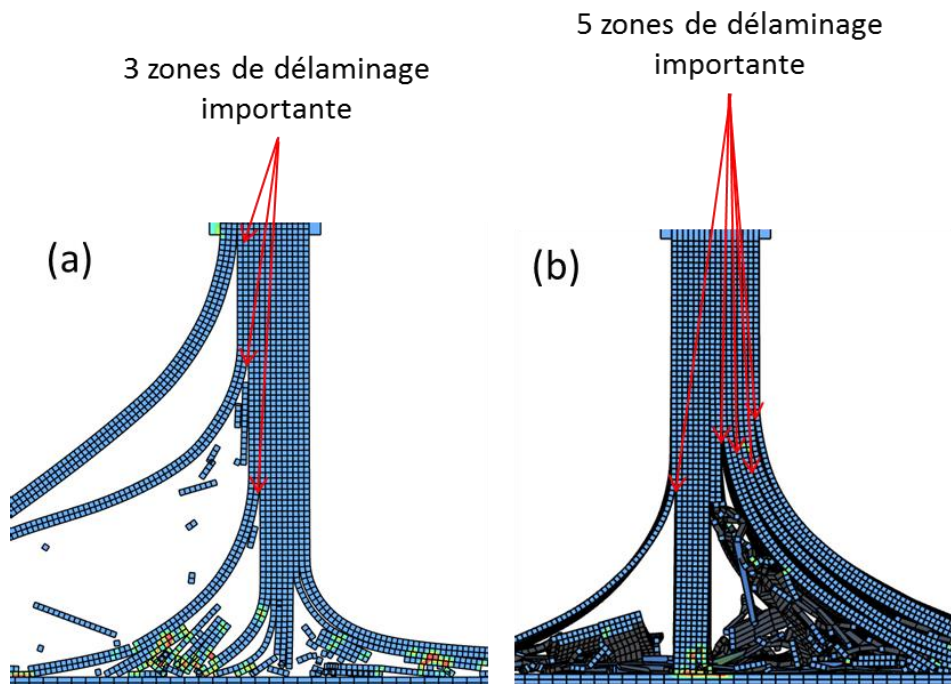 3 zones de délaminage
importante
5 zones de délaminage
importante
(a)
(b)